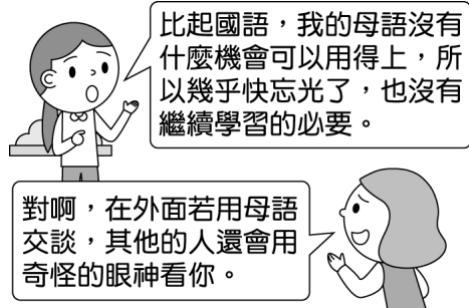 比起國語，我的母語沒有
什麼機會可以用得上，所
以幾乎快忘光了，也沒有
繼續學習的必要。
對啊，在外面若用母語
交談，其他的人還會用
奇怪的眼神看你。